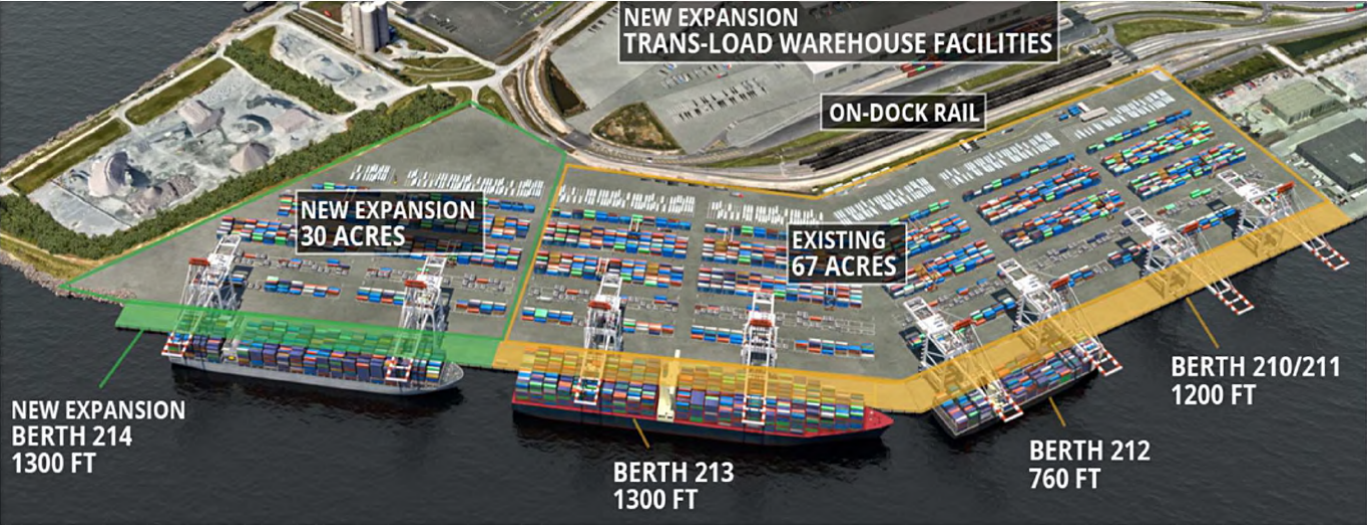 NEW EXPANSION
TRANS-LOAD WAREHOUSE FACILITIES
ON-DOCK RAIL
NEW EXPANSION
30 ACRES
EXISTING
67 ACRES
BERTH 210/211
1200 FT
NEW EXPANSION
BERTH 214
1300 FT
BERTH 212
760 FT
BERTH 213
1300 FT